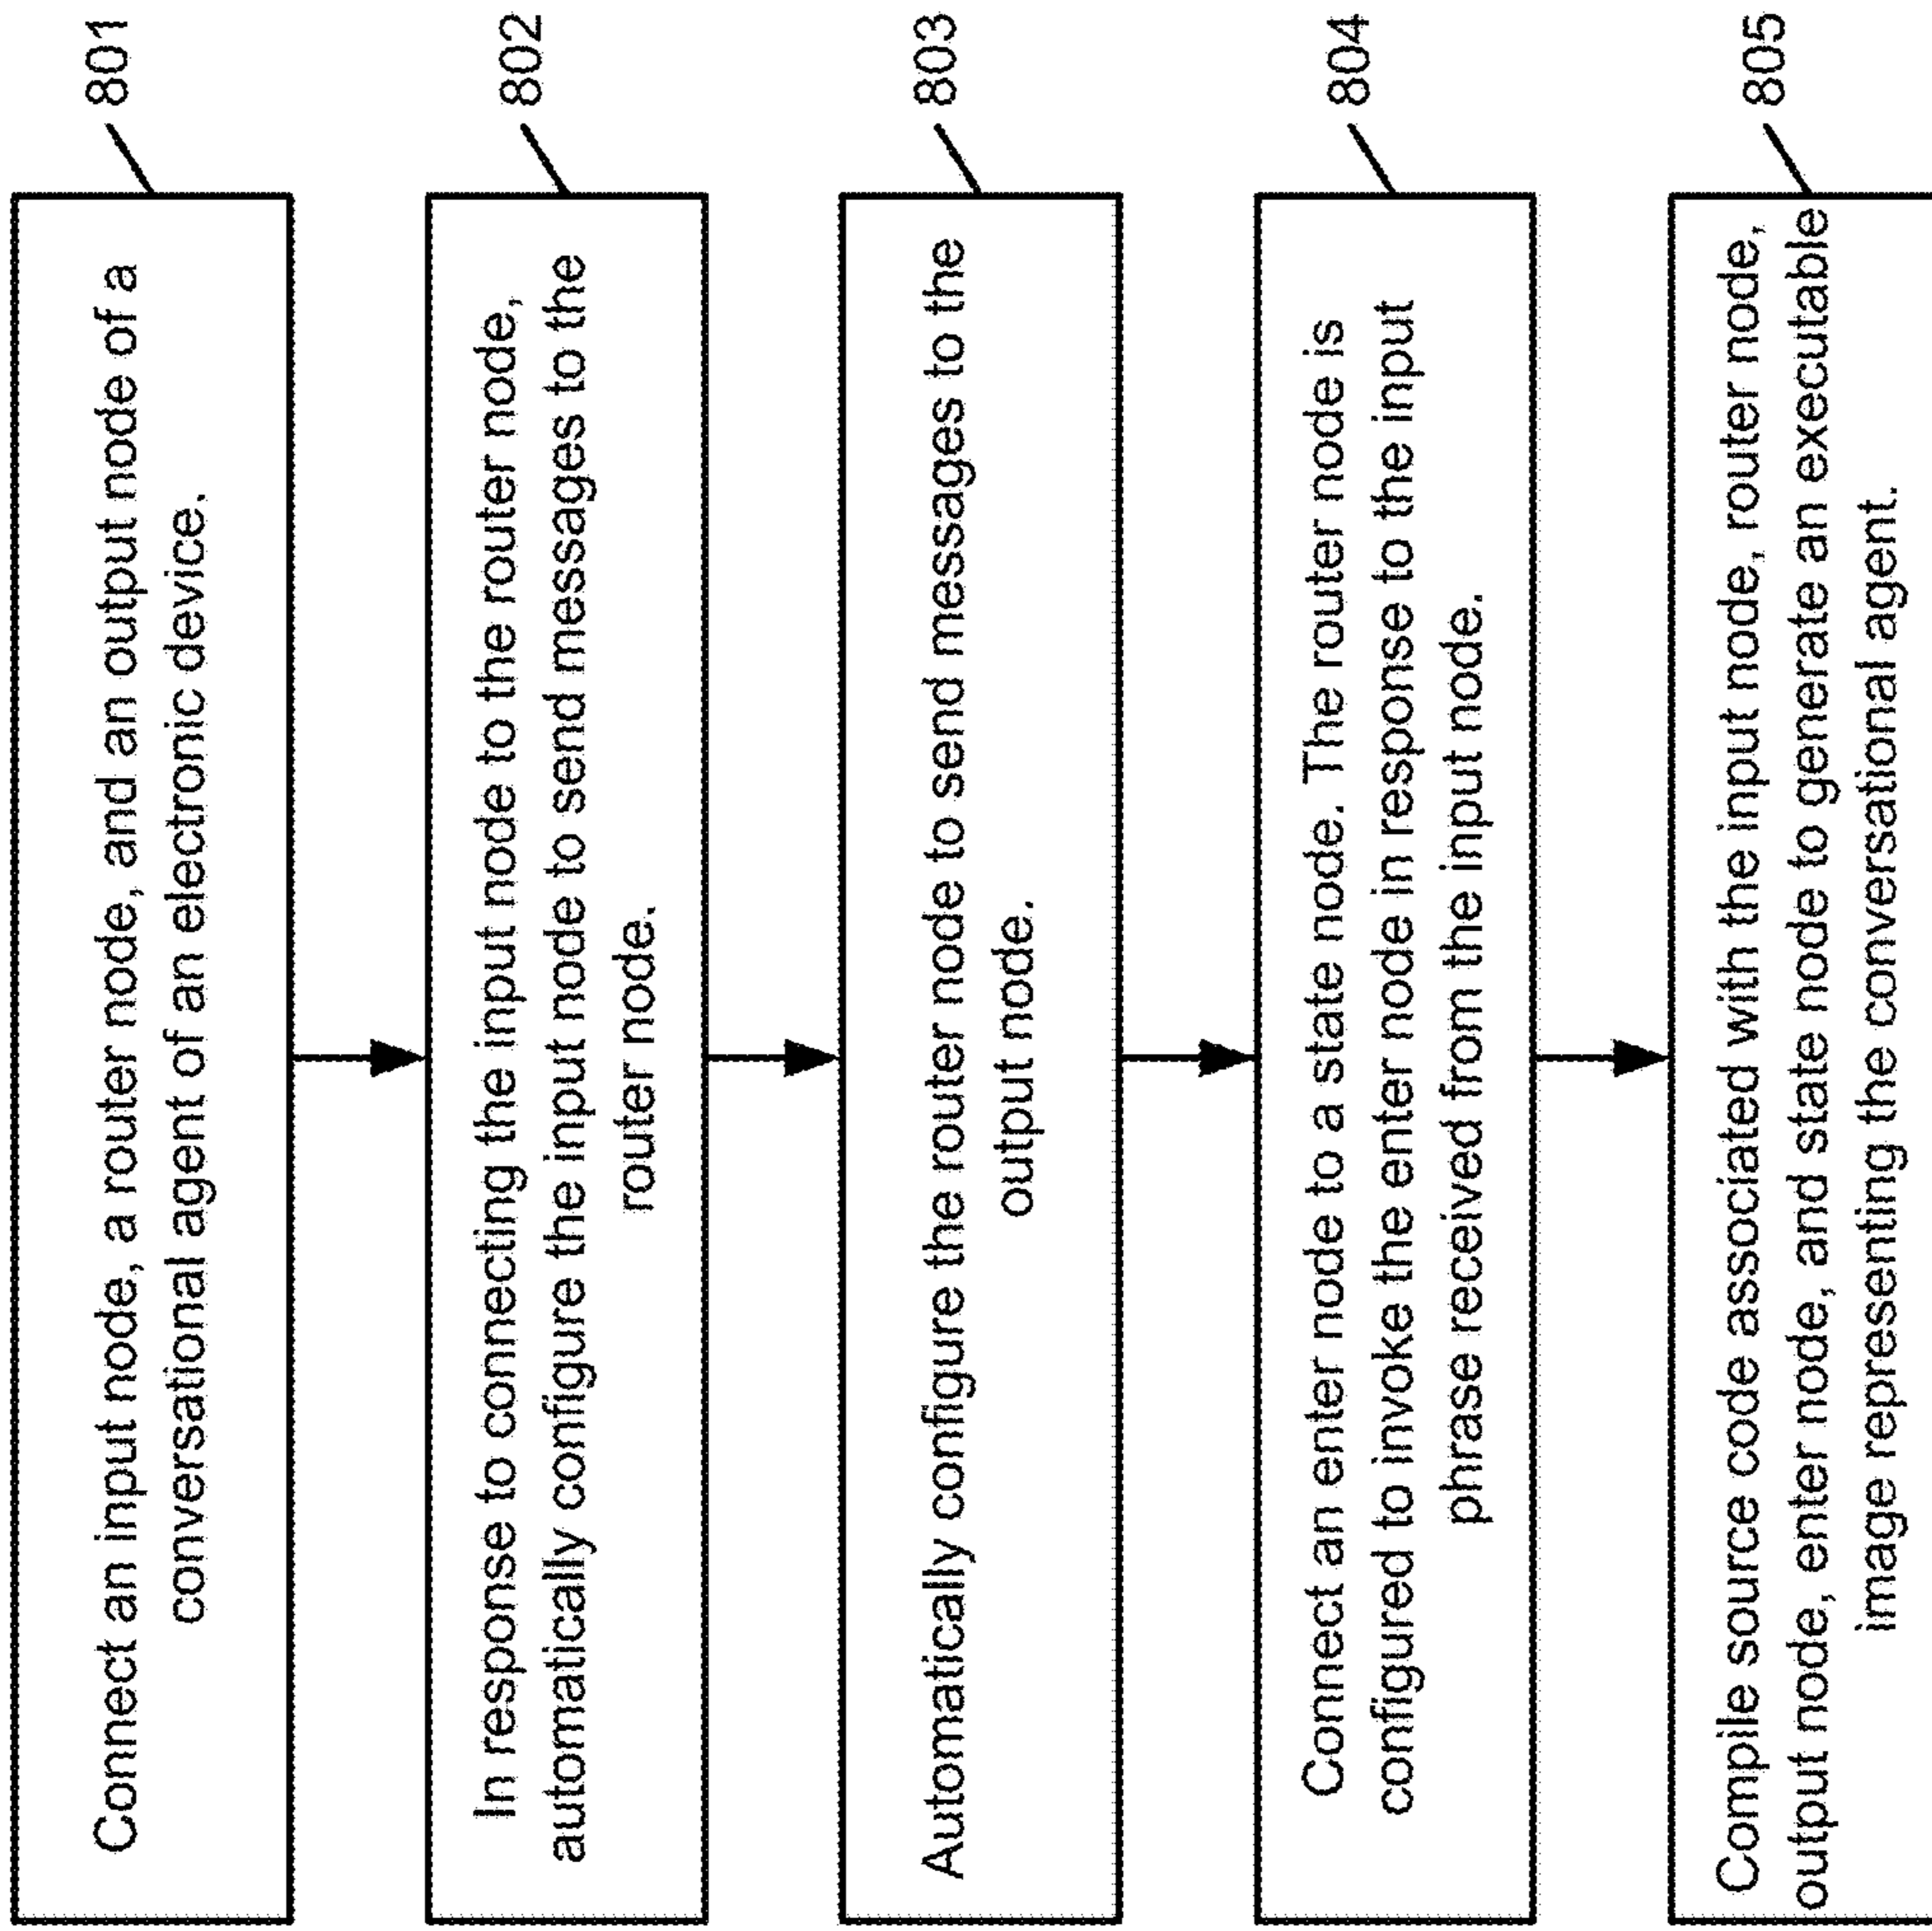 801
Connect an input node, a router node, and an output node of a
conversational agent of an electronic device.
802
In response to connecting the input node to the router node,
automatically configure the input node to send messages to the
router node.
803
Automatically configure the router node to send messages to the
output node.
804
Connect an enter node to a state node. The router node is
configured to invoke the enter node in response to the input
phrase received from the input node.
805
Compile source code associated with the input node, router node,
output node, enter node, and state node to generate an executable
image representing the conversational agent.